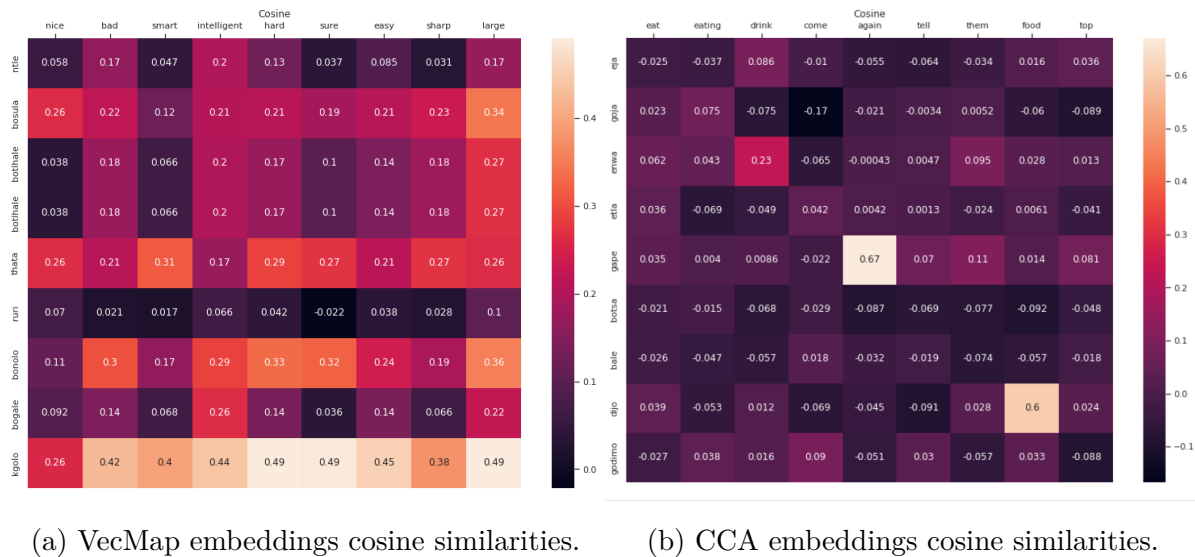 Cosine
nice bad smart intelligent hard sure easy sharp large
ntle 0.058 0.17 0.047 0.2 0.13 0.037 0.085 0.031 0.17
bosula 0.26 0.22 0.12 0.21 0.21 0.19 0.21 0.23 0.34
botlhale 0.038 0.18 0.066 0.2 0.17 0.1 0.14 0.18 0.27
botlhale 0.038 0.18 0.066 0.2 0.17 0.1 0.14 0.18 0.27
thata 0.26 0.21 0.31 0.17 0.29 0.27 0.21 0.27 0.26
ruri 0.07 0.021 0.017 0.066 0.042 -0.022 0.038 0.028 0.1
bonolo 0.11 0.3 0.17 0.29 0.33 0.32 0.24 0.19 0.36
bogale 0.092 0.14 0.068 0.26 0.14 0.036 0.14 0.066 0.22
kgolo 0.26 0.42 0.4 0.44 0.49 0.49 0.45 0.38 0.49
0.4
0.3
0.2
0.1
0.0
(a) VecMap embeddings cosine similarities.
Cosine
eat eating drink come again tell them food top
eja -0.025 -0.037 0.086 -0.01 -0.055 -0.064 -0.034 0.016 0.036
goja 0.023 0.075 -0.075 -0.17 -0.021 -0.0034 0.0052 -0.06 -0.089
enwa 0.062 0.043 0.23 -0.065 -0.00043 0.0047 0.095 0.028 0.013
etla 0.036 -0.069 -0.049 0.042 0.0042 0.0013 -0.024 0.0061 -0.041
gape 0.035 0.004 0.0086 -0.022 0.67 0.07 0.11 0.014 0.081
botsa -0.021 -0.015 -0.068 -0.029 -0.087 -0.069 -0.077 -0.092 -0.048
bale -0.026 -0.047 -0.057 0.018 -0.032 -0.019 -0.074 -0.057 -0.018
dijo 0.039 -0.053 0.012 -0.069 -0.045 -0.091 0.028 0.6 0.024
godimo -0.027 0.038 0.016 0.09 -0.051 0.03 -0.057 0.033 -0.088
0.6
0.5
0.4
0.3
0.2
0.1
0.0
-0.1
(b) CCA embeddings cosine similarities.